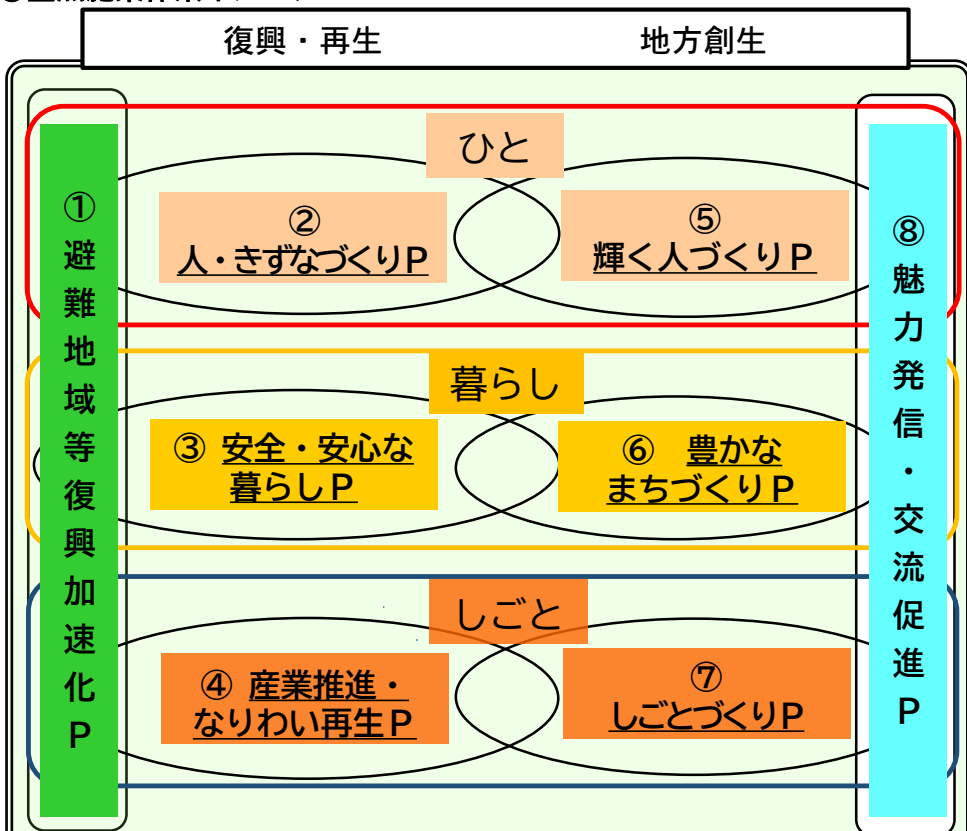 復興・再生 地方創生
ひと
①避難地域等復興加速化P
②
人・きずなづくりP
⑤
輝く人づくりP
⑧魅力発信・交流促進P
暮らし
③ 安全・安心な
暮らしP
⑥ 豊かな
まちづくりP
しごと
④ 産業推進・
なりわい再生P
⑦
しごとづくりP